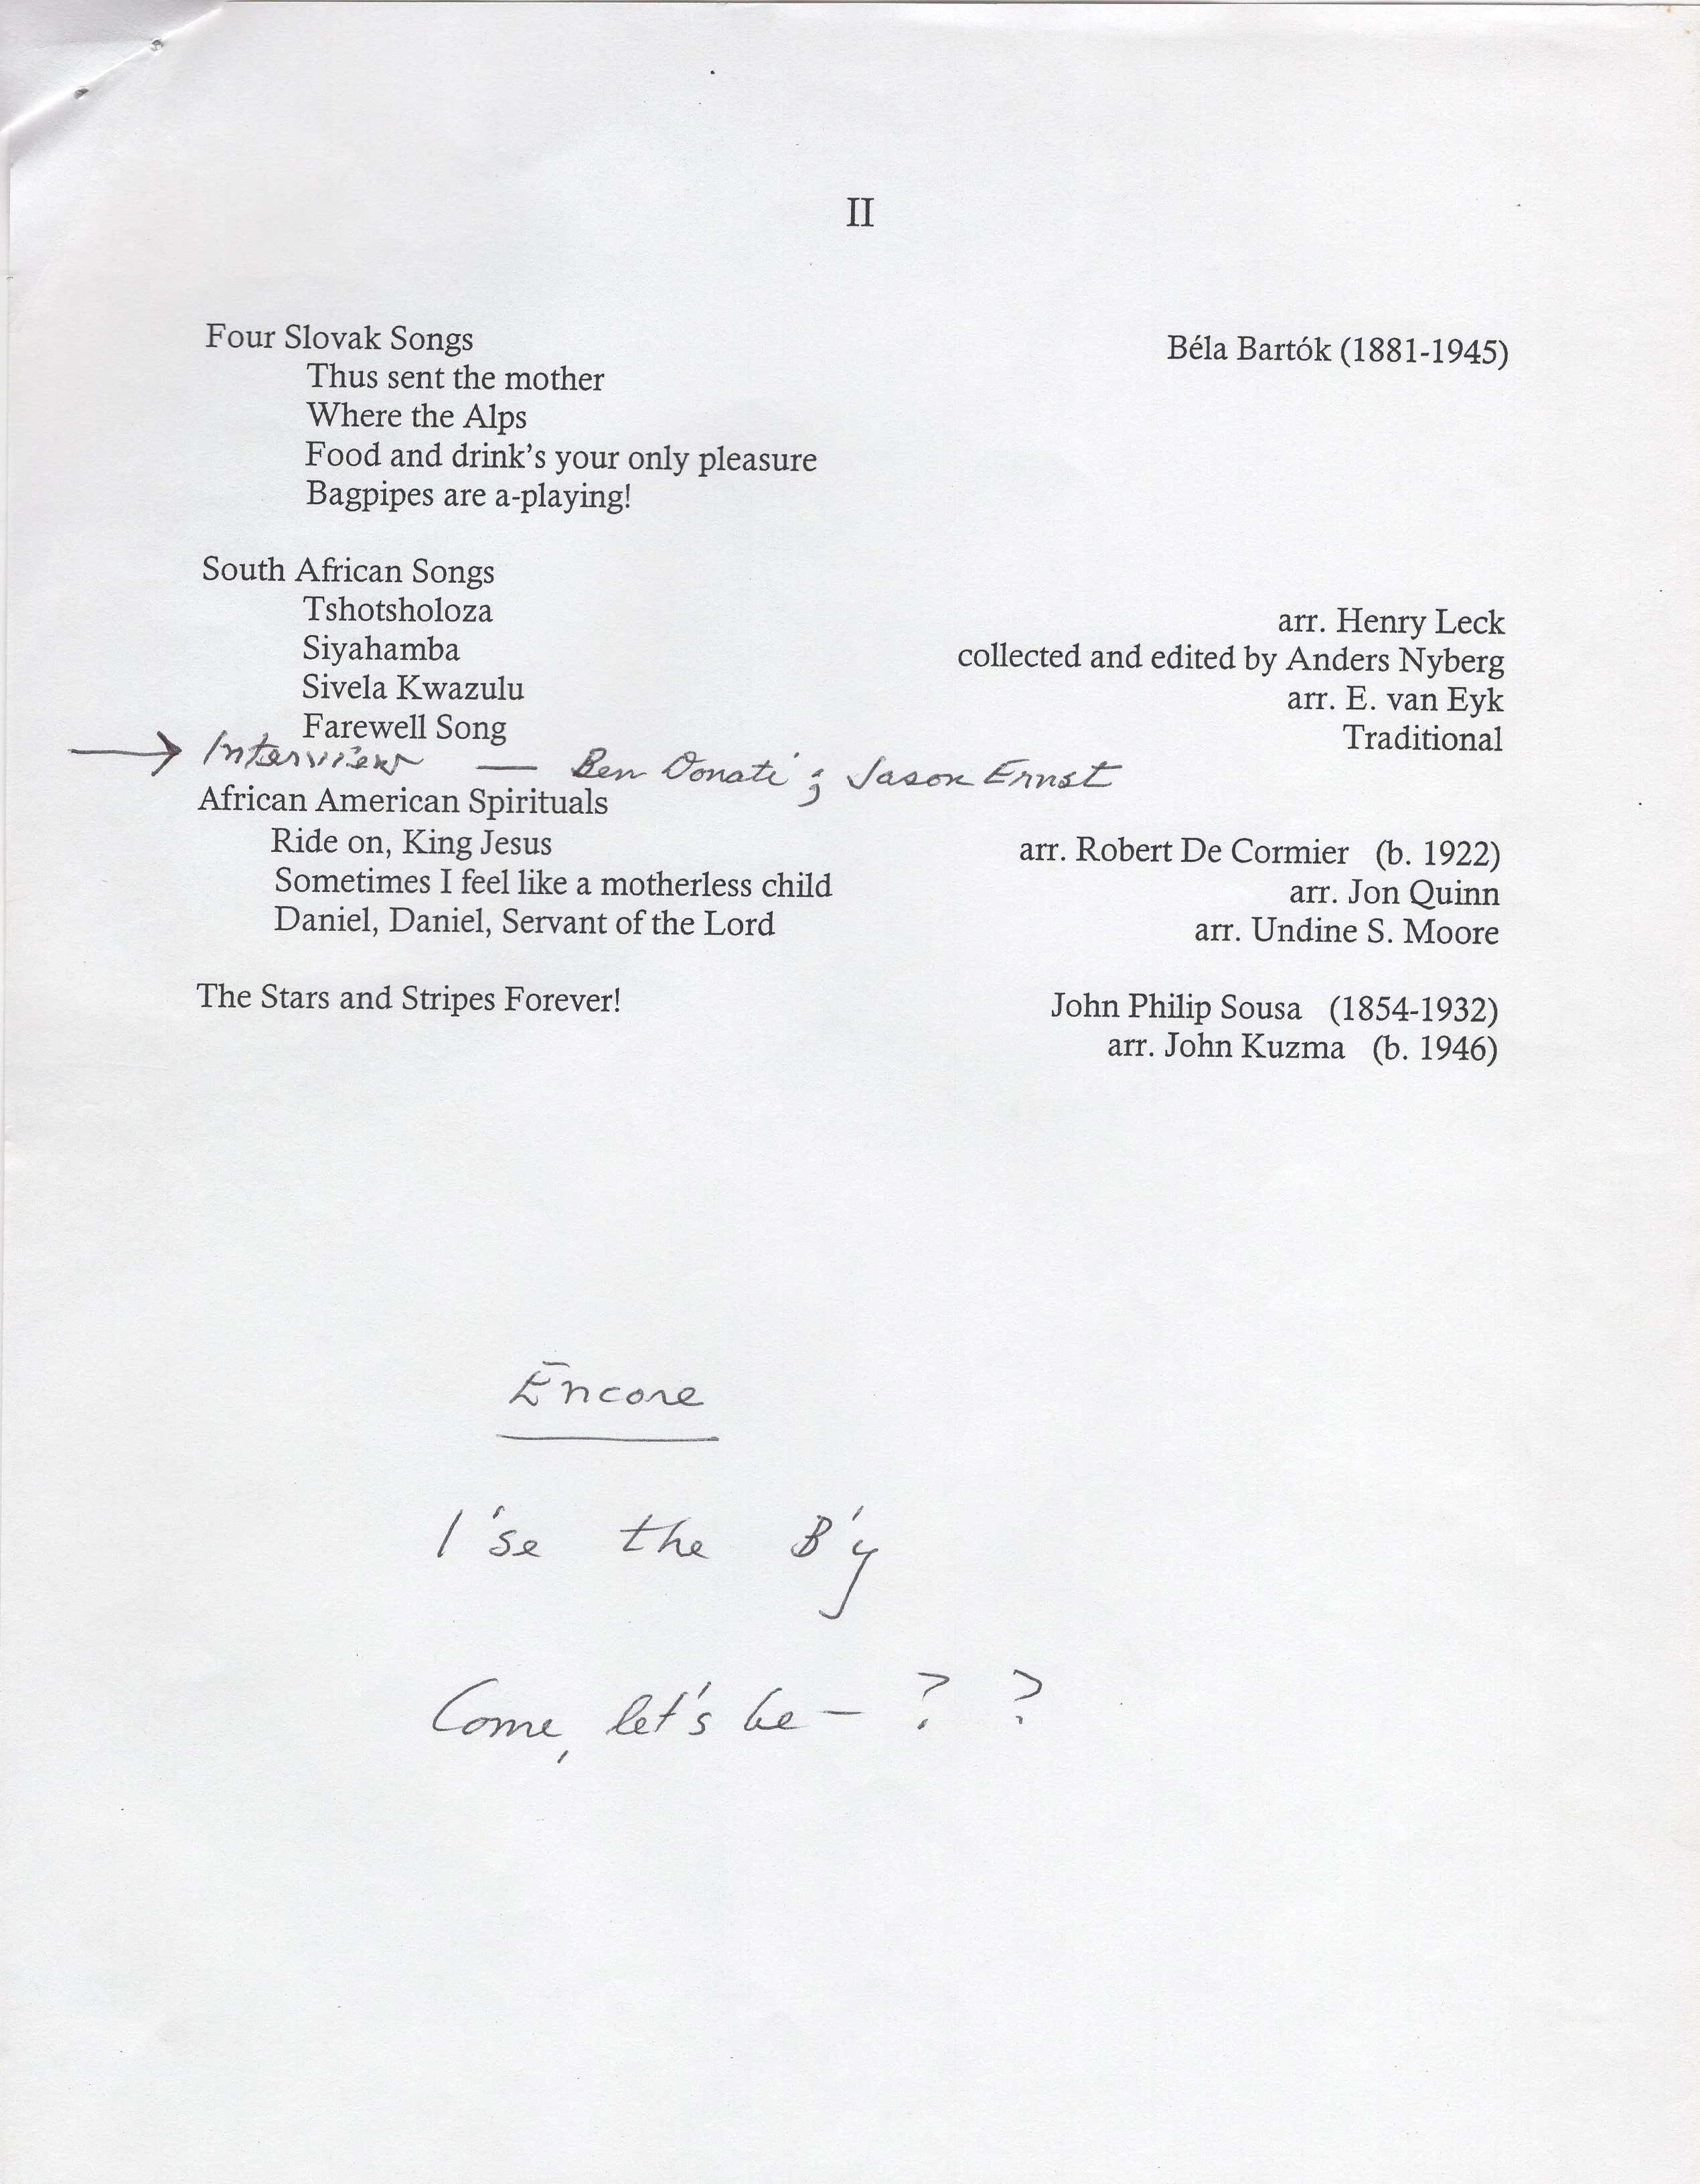 II
Four Slovak Songs Béla Bartók (1881-1945)
Thus sent the mother
Where the Alps
Food and drink's your only pleasure
Bagpipes are a-playing!
South African Songs
Tshotsholoza arr. Henry Leck
Siyahamba collected and edited by Anders Nyberg
Sivela Kwazulu arr. E. van Eyk
Farewell Song Traditional
→ Interview — Ben Donati ; Jason Ernst
African American Spirituals
Ride on, King Jesus arr. Robert De Cormier (b. 1922)
Sometimes I feel like a motherless child arr. Jon Quinn
Daniel, Daniel, Servant of the Lord arr. Undine S. Moore
The Stars and Stripes Forever! John Philip Sousa (1854-1932)
arr. John Kuzma (b. 1946)
Encore
I'se the B'y
Come, let's be — ? ?